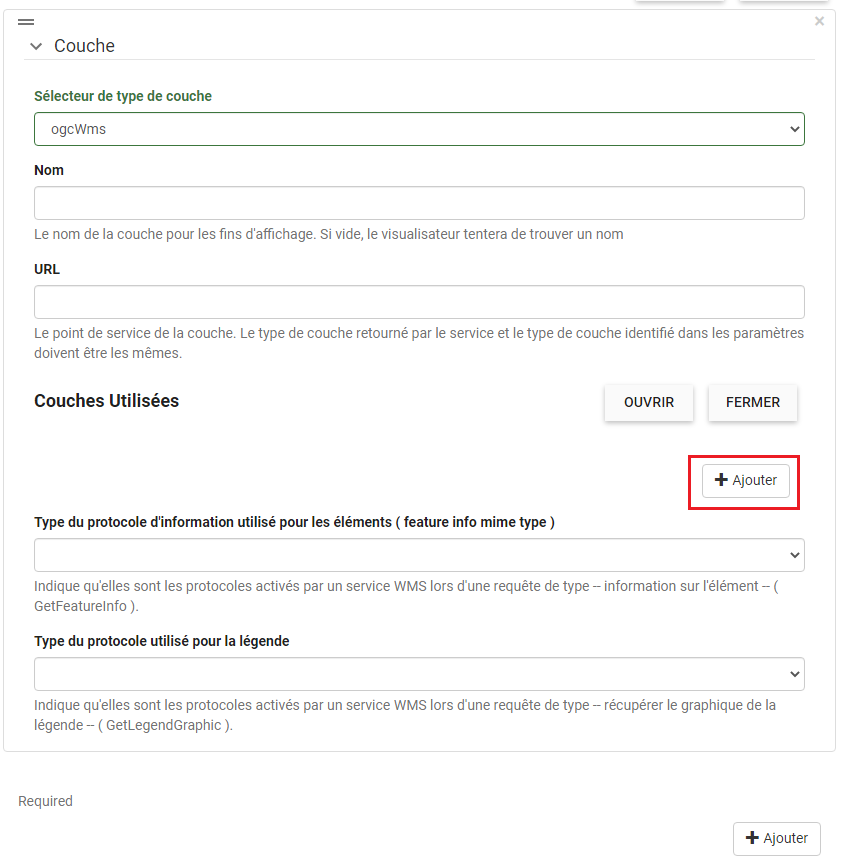 Couche
Sélecteur de type de couche
ogcWms
Nom
Le nom de la couche pour les fins d'affichage. Si vide, le visualisateur tentera de trouver un nom
URL
Le point de service de la couche. Le type de couche retourné par le service et le type de couche identifié dans les paramètres
doivent être les mêmes.
Couches Utilisées
OUVRIR
FERMER
Ajouter
Type du protocole d'information utilisé pour les éléments ( feature info mime type )
Indique qu'elles sont les protocoles activés par un service WMS lors d'une requête de type -- information sur l'élément -- (
GetFeatureInfo ).
Type du protocole utilisé pour la légende
Indique qu'elles sont les protocoles activés par un service WMS lors d'une requête de type -- récupérer le graphique de la
légende -- ( GetLegendGraphic ).
Required
Ajouter